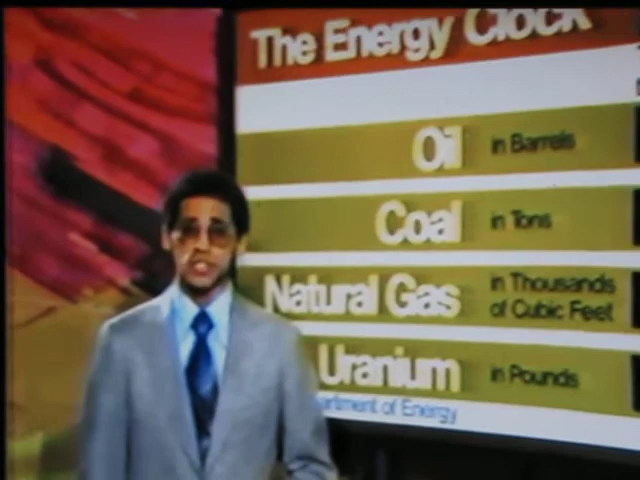 The Energy Clock
Oil in Barrels
Coal in Tons
Natural Gas in Thousands
of Cubic Feet
Uranium in Pounds
of Energy